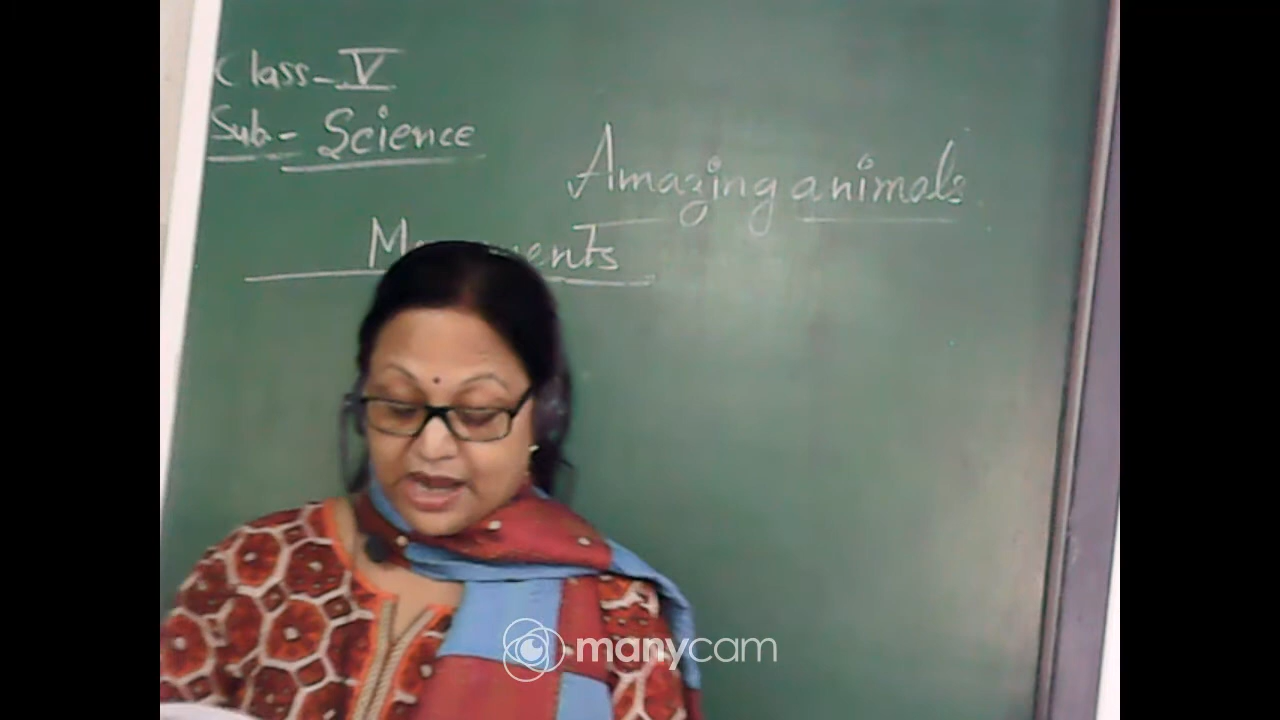 Class - V
Sub - Science
Amazing animals
manycam